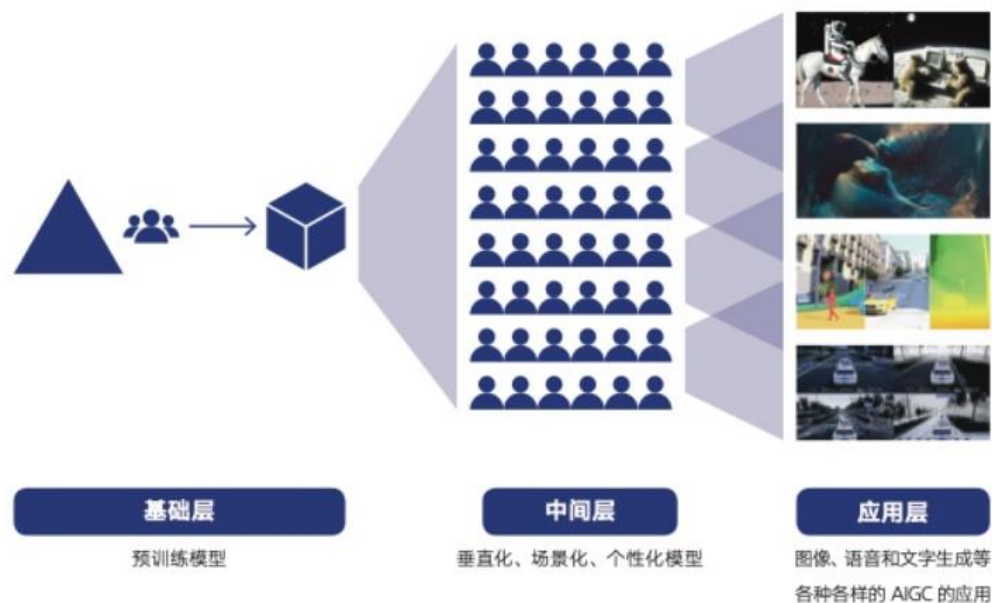 基础层
预训练模型
中间层
垂直化、场景化、个性化模型
应用层
图像、语音和文字生成等
各种各样的 AIGC 的应用